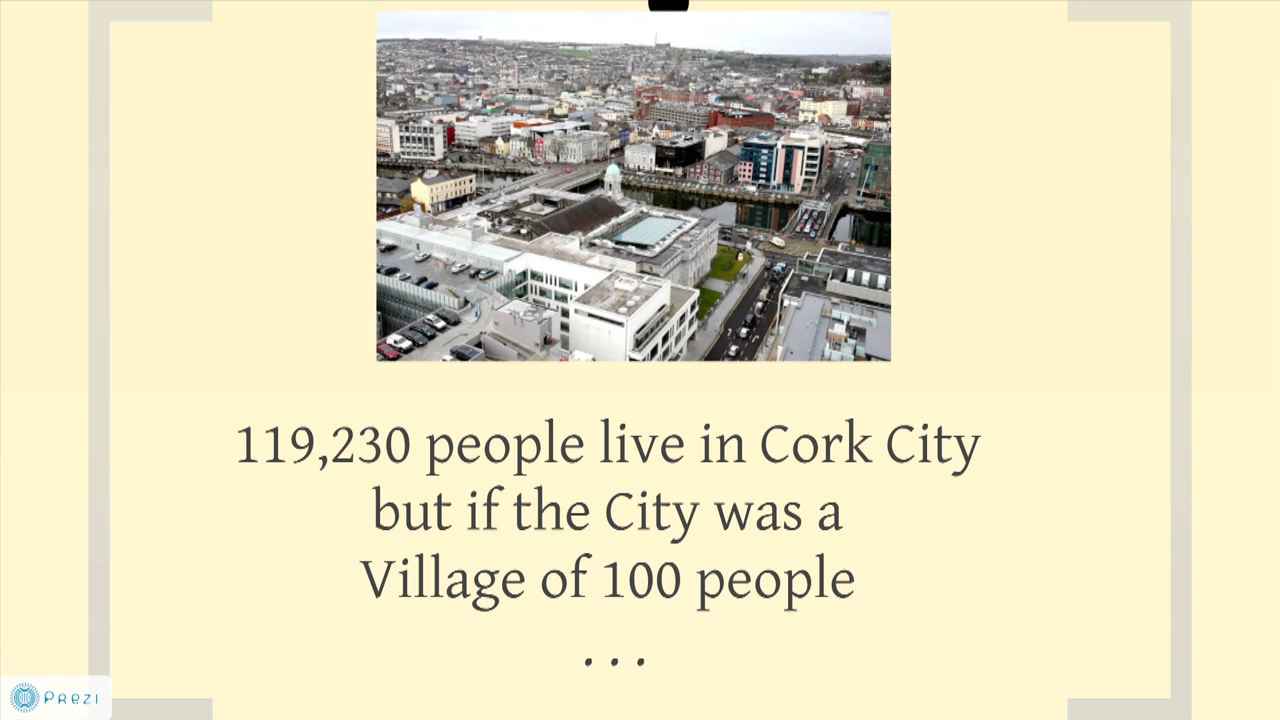 119,230 people live in Cork City
but if the City was a
Village of 100 people
...
Prezi